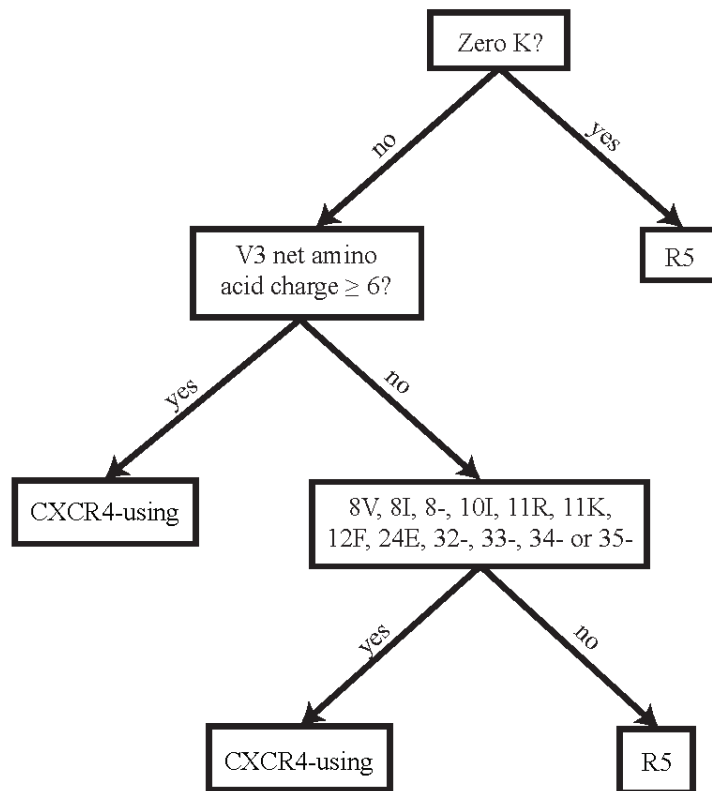 Zero K?
no
yes
V3 net amino
acid charge ≥ 6?
R5
yes
no
CXCR4-using
8V, 8I, 8-, 10I, 11R, 11K,
12F, 24E, 32-, 33-, 34- or 35-
yes
no
CXCR4-using
R5